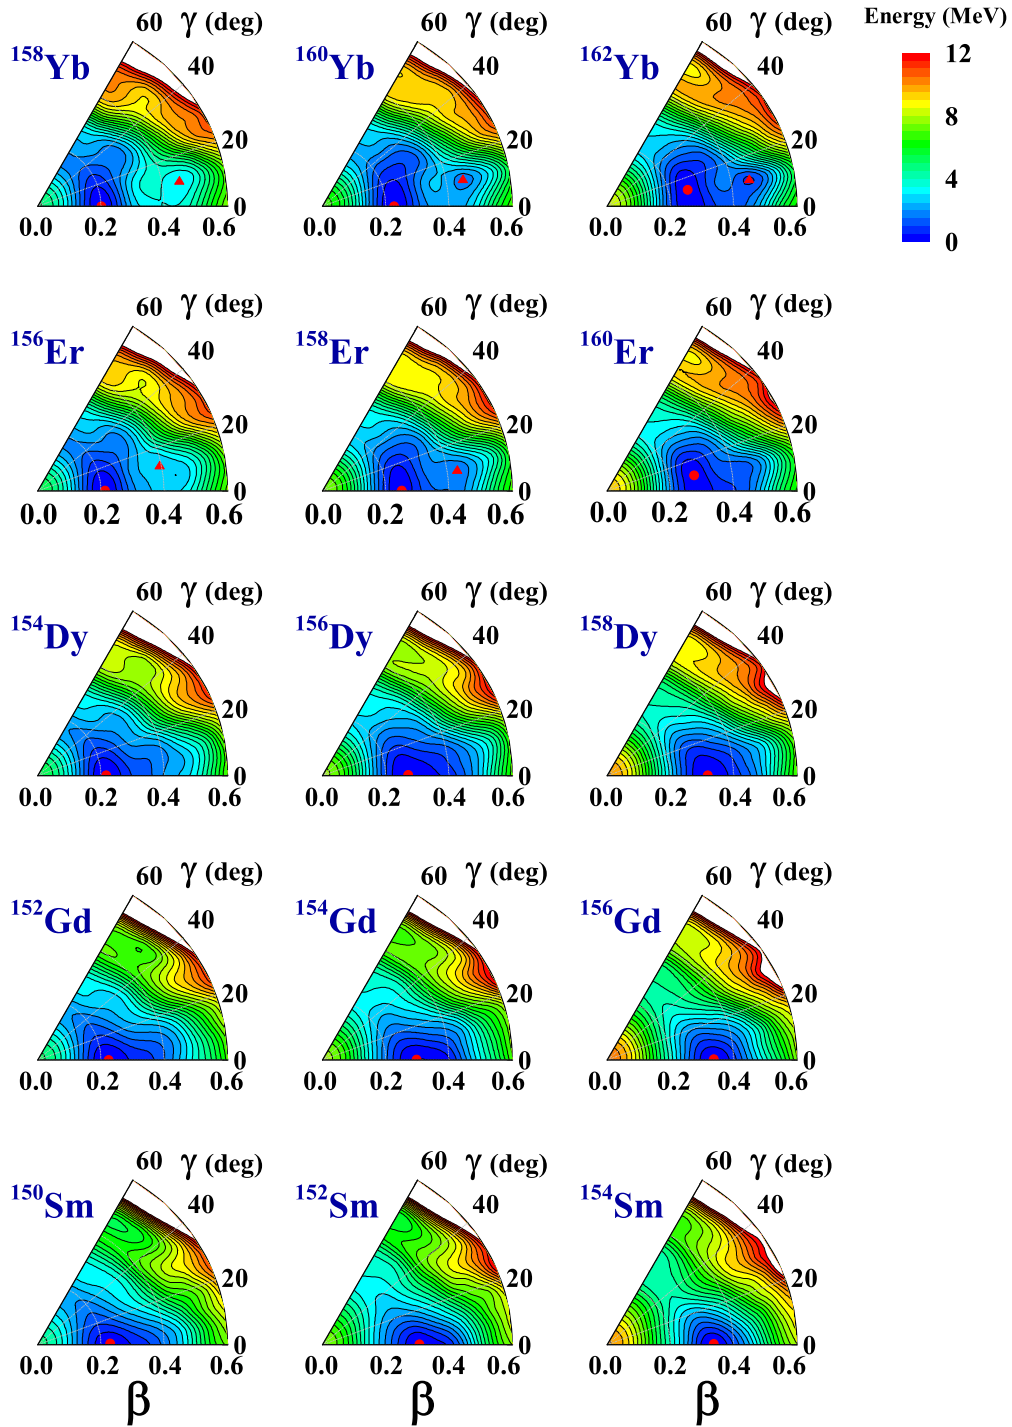 60 γ (deg) 60 γ (deg) 60 γ (deg) Energy (MeV)
¹⁵⁸Yb 40 ¹⁶⁰Yb 40 ¹⁶²Yb 40 12
20 20 20 8
4
0 0 0 0
0.0 0.2 0.4 0.6 0.0 0.2 0.4 0.6 0.0 0.2 0.4 0.6
60 γ (deg) 60 γ (deg) 60 γ (deg)
¹⁵⁶Er 40 ¹⁵⁸Er 40 ¹⁶⁰Er 40
20 20 20
0 0 0
0.0 0.2 0.4 0.6 0.0 0.2 0.4 0.6 0.0 0.2 0.4 0.6
60 γ (deg) 60 γ (deg) 60 γ (deg)
¹⁵⁴Dy 40 ¹⁵⁶Dy 40 ¹⁵⁸Dy 40
20 20 20
0 0 0
0.0 0.2 0.4 0.6 0.0 0.2 0.4 0.6 0.0 0.2 0.4 0.6
60 γ (deg) 60 γ (deg) 60 γ (deg)
¹⁵²Gd 40 ¹⁵⁴Gd 40 ¹⁵⁶Gd 40
20 20 20
0 0 0
0.0 0.2 0.4 0.6 0.0 0.2 0.4 0.6 0.0 0.2 0.4 0.6
60 γ (deg) 60 γ (deg) 60 γ (deg)
¹⁵⁰Sm 40 ¹⁵²Sm 40 ¹⁵⁴Sm 40
20 20 20
0 0 0
0.0 0.2 0.4 0.6 0.0 0.2 0.4 0.6 0.0 0.2 0.4 0.6
β β β